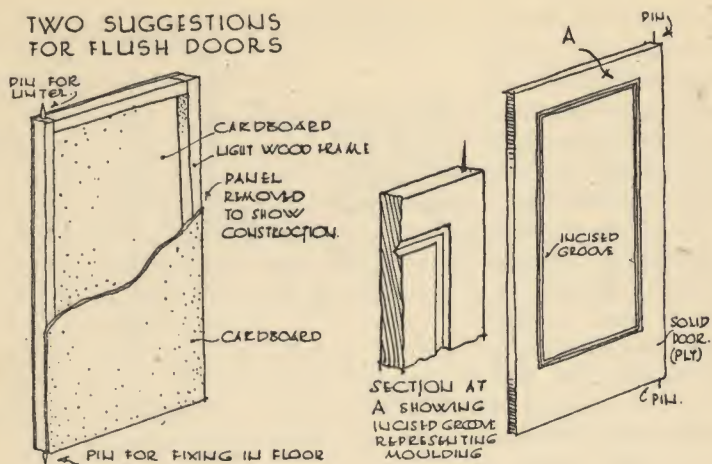 TWO SUGGESTIONS
FOR FLUSH DOORS
PIN FOR
LINTEL.
CARDBOARD
LIGHT WOOD FRAME
PANEL
REMOVED
TO SHOW
CONSTRUCTION.
CARDBOARD
PIN FOR FIXING IN FLOOR
SECTION AT
A SHOWING
INCISED GROOVE
REPRESENTING
MOULDING
A
PIN
INCISED
GROOVE
SOLID
DOOR.
(PLY)
PIN.